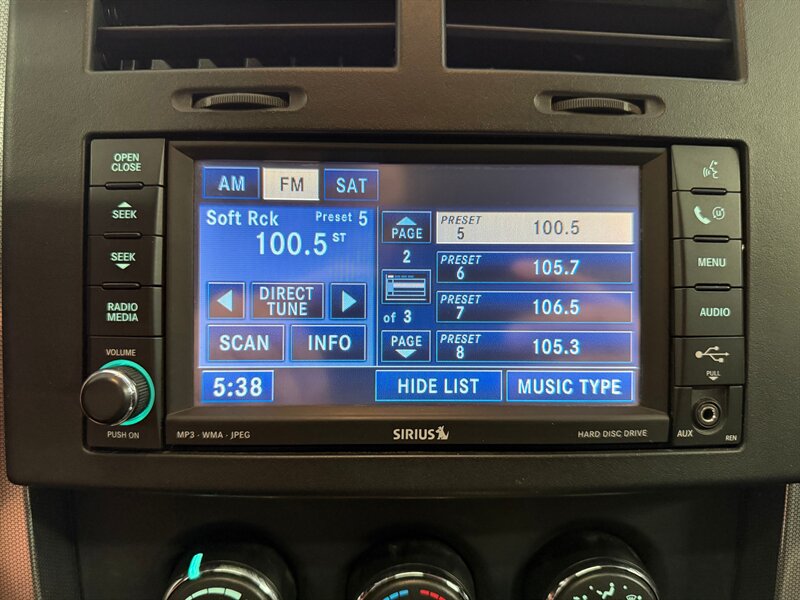 OPEN
CLOSE
SEEK
SEEK
RADIO
MEDIA
VOLUME
PUSH ON
AM FM SAT
Soft Rck Preset 5
100.5 ST
DIRECT
TUNE
SCAN INFO
5:38
PAGE
2
of 3
PAGE
PRESET
5 100.5
PRESET
6 105.7
PRESET
7 106.5
PRESET
8 105.3
HIDE LIST MUSIC TYPE
MP3 · WMA · JPEG SIRIUS HARD DISC DRIVE
MENU
AUDIO
PULL
AUX REN